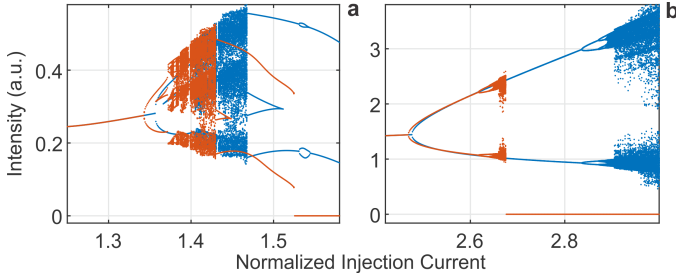 a
b
Intensity (a.u.)
0.4
0.2
0
3
2
1
0
1.3 1.4 1.5 2.6 2.8
Normalized Injection Current